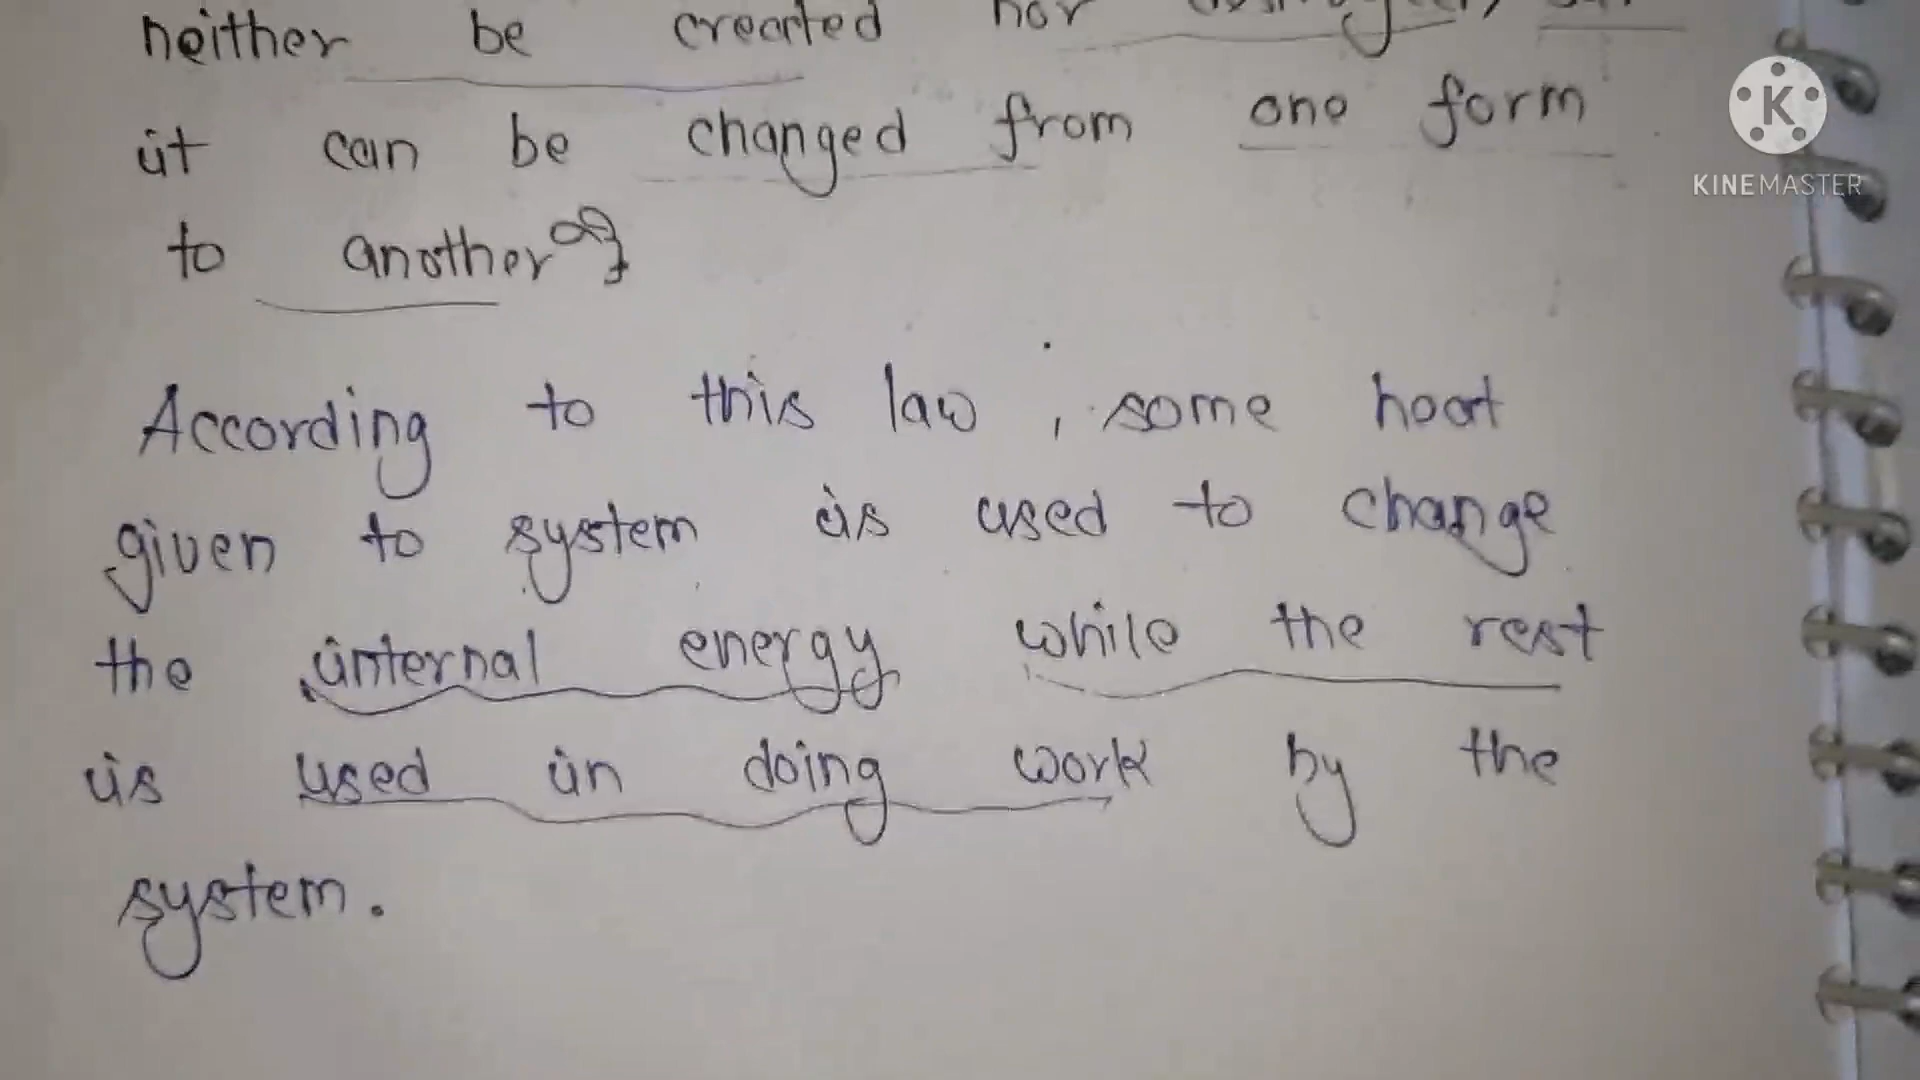 neither be created nor
it can be changed from one form
to another
According to this law, some heat
given to system is used to change
the internal energy while the rest
is used in doing work by the
system.
K
KINEMASTER